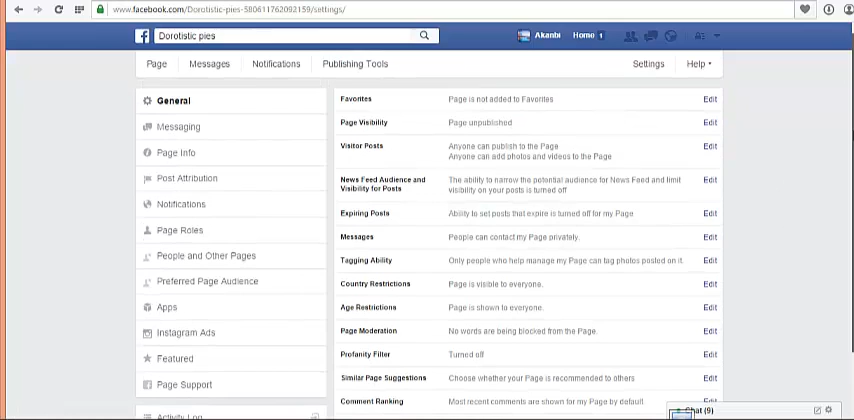 www.facebook.com/Dorotistic-pies-580611762092159/settings/
Dorotistic pies
Akanbi
Home 1
Page
Messages
Notifications
Publishing Tools
Settings
Help
General
Messaging
Page Info
Post Attribution
Notifications
Page Roles
People and Other Pages
Preferred Page Audience
Apps
Instagram Ads
Featured
Page Support
Activity Log
Favorites Page is not added to Favorites Edit
Page Visibility Page unpublished Edit
Visitor Posts Anyone can publish to the Page Edit
Anyone can add photos and videos to the Page
News Feed Audience and The ability to narrow the potential audience for News Feed and limit Edit
Visibility for Posts visibility on your posts is turned off
Expiring Posts Ability to set posts that expire is turned off for my Page Edit
Messages People can contact my Page privately. Edit
Tagging Ability Only people who help manage my Page can tag photos posted on it. Edit
Country Restrictions Page is visible to everyone. Edit
Age Restrictions Page is shown to everyone. Edit
Page Moderation No words are being blocked from the Page. Edit
Profanity Filter Turned off Edit
Similar Page Suggestions Choose whether your Page is recommended to others Edit
Comment Ranking Most recent comments are shown for my Page by default. Edit
Chat (9)